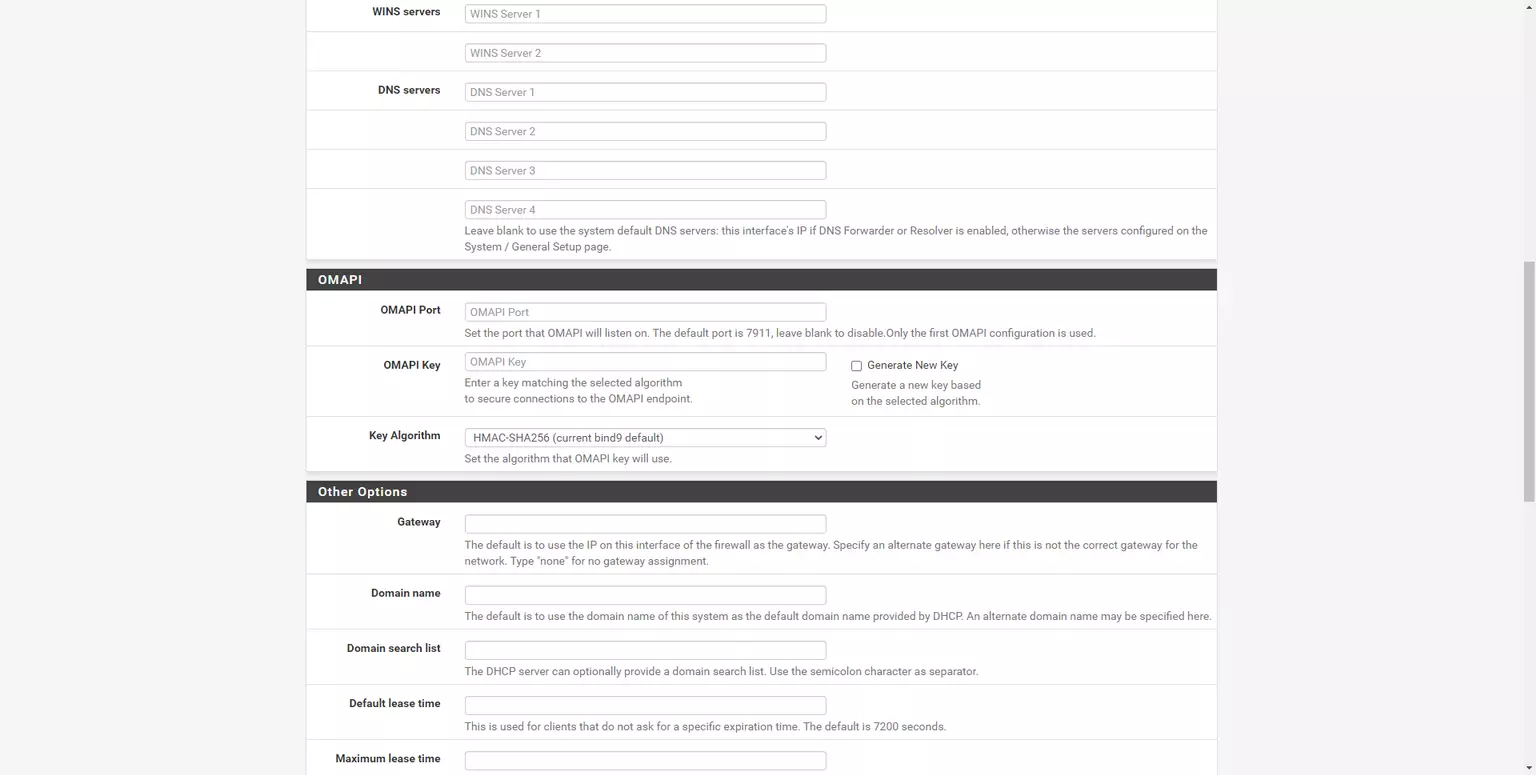 WINS servers
WINS Server 1
WINS Server 2
DNS servers
DNS Server 1
DNS Server 2
DNS Server 3
DNS Server 4
Leave blank to use the system default DNS servers: this interface's IP if DNS Forwarder or Resolver is enabled, otherwise the servers configured on the
System / General Setup page.
OMAPI
OMAPI Port
OMAPI Port
Set the port that OMAPI will listen on. The default port is 7911, leave blank to disable.Only the first OMAPI configuration is used.
OMAPI Key
OMAPI Key
Enter a key matching the selected algorithm
to secure connections to the OMAPI endpoint.
Generate New Key
Generate a new key based
on the selected algorithm.
Key Algorithm
HMAC-SHA256 (current bind9 default)
Set the algorithm that OMAPI key will use.
Other Options
Gateway
The default is to use the IP on this interface of the firewall as the gateway. Specify an alternate gateway here if this is not the correct gateway for the
network. Type "none" for no gateway assignment.
Domain name
The default is to use the domain name of this system as the default domain name provided by DHCP. An alternate domain name may be specified here.
Domain search list
The DHCP server can optionally provide a domain search list. Use the semicolon character as separator.
Default lease time
This is used for clients that do not ask for a specific expiration time. The default is 7200 seconds.
Maximum lease time